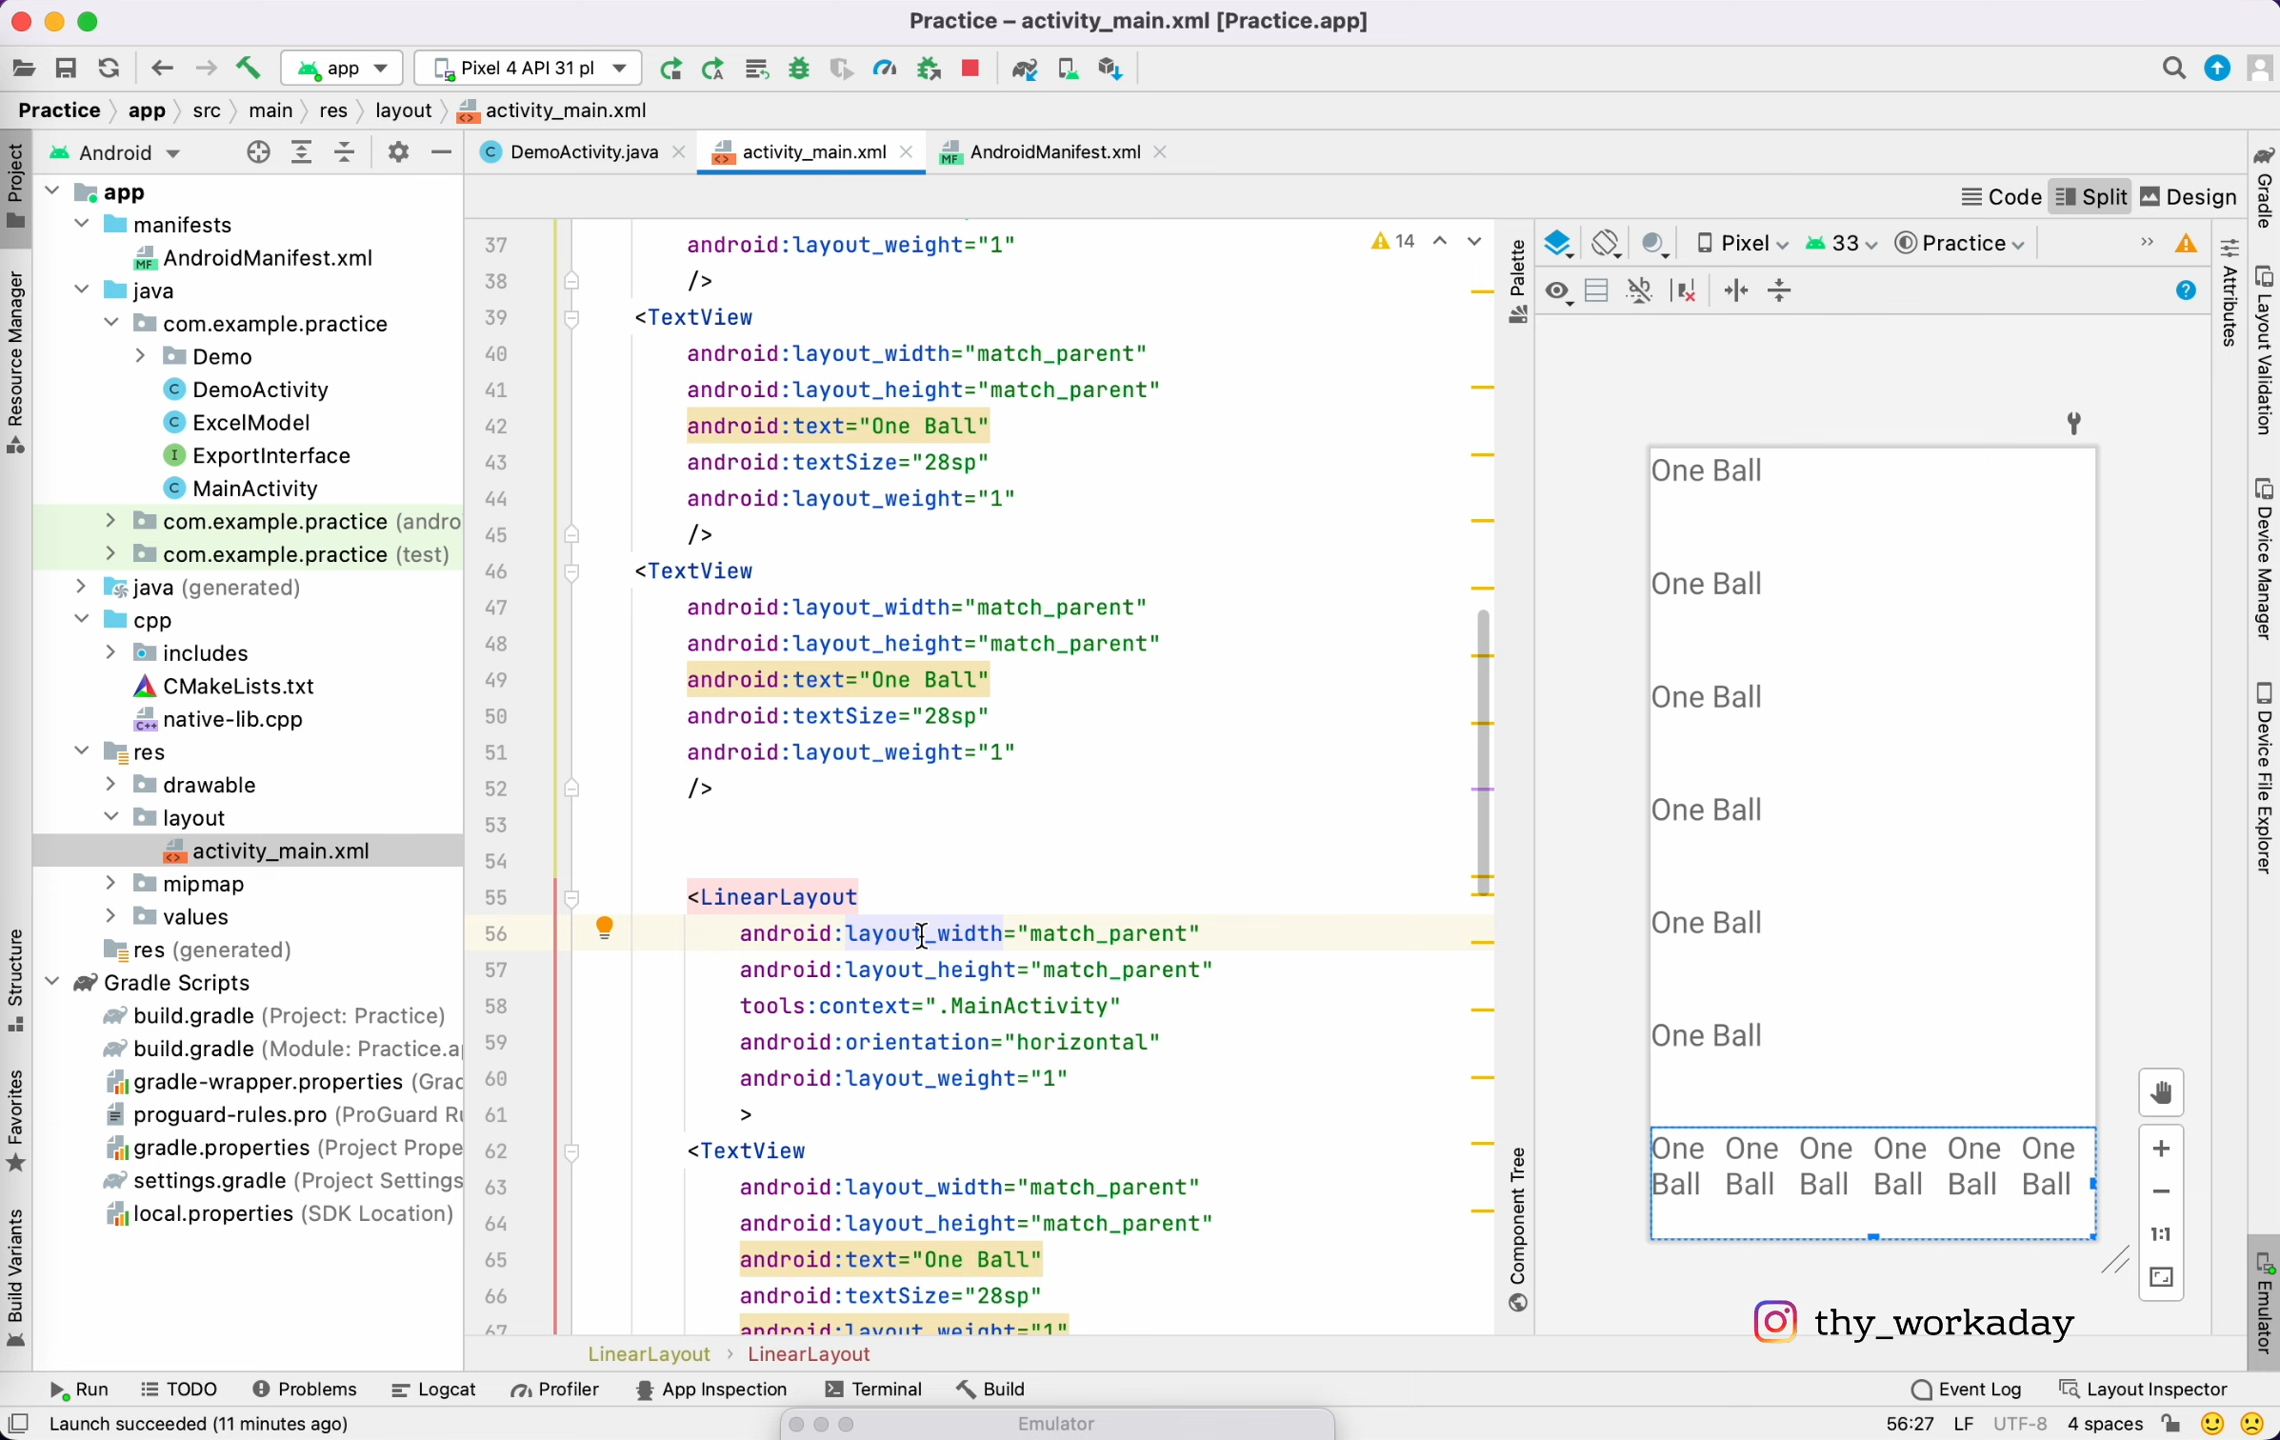 Practice – activity_main.xml [Practice.app]
app
Pixel 4 API 31 pl
Practice
app
src
main
res
layout
activity_main.xml
Android
DemoActivity.java
activity_main.xml
AndroidManifest.xml
Code
Split
Design
Project
Resource Manager
Structure
Favorites
Build Variants
app
manifests
AndroidManifest.xml
java
com.example.practice
Demo
DemoActivity
ExcelModel
ExportInterface
MainActivity
com.example.practice (andro
com.example.practice (test)
java (generated)
cpp
includes
CMakeLists.txt
native-lib.cpp
res
drawable
layout
activity_main.xml
mipmap
values
res (generated)
Gradle Scripts
build.gradle (Project: Practice)
build.gradle (Module: Practice.a
gradle-wrapper.properties (Grad
proguard-rules.pro (ProGuard Ru
gradle.properties (Project Prope
settings.gradle (Project Settings
local.properties (SDK Location)
14
37 android:layout_weight="1"
38 />
39 <TextView
40 android:layout_width="match_parent"
41 android:layout_height="match_parent"
42 android:text="One Ball"
43 android:textSize="28sp"
44 android:layout_weight="1"
45 />
46 <TextView
47 android:layout_width="match_parent"
48 android:layout_height="match_parent"
49 android:text="One Ball"
50 android:textSize="28sp"
51 android:layout_weight="1"
52 />
53
54
55 <LinearLayout
56 android:layout_width="match_parent"
57 android:layout_height="match_parent"
58 tools:context=".MainActivity"
59 android:orientation="horizontal"
60 android:layout_weight="1"
61 >
62 <TextView
63 android:layout_width="match_parent"
64 android:layout_height="match_parent"
65 android:text="One Ball"
66 android:textSize="28sp"
67 android:layout_weight="1"
LinearLayout › LinearLayout
Palette
Component Tree
Pixel
33
Practice
Attributes
One Ball
One Ball
One Ball
One Ball
One Ball
One Ball
One One One One One One
Ball Ball Ball Ball Ball Ball
1:1
thy_workaday
Gradle
Layout Validation
Device Manager
Device File Explorer
Emulator
Run
TODO
Problems
Logcat
Profiler
App Inspection
Terminal
Build
Event Log
Layout Inspector
Launch succeeded (11 minutes ago)
Emulator
56:27
LF
UTF-8
4 spaces